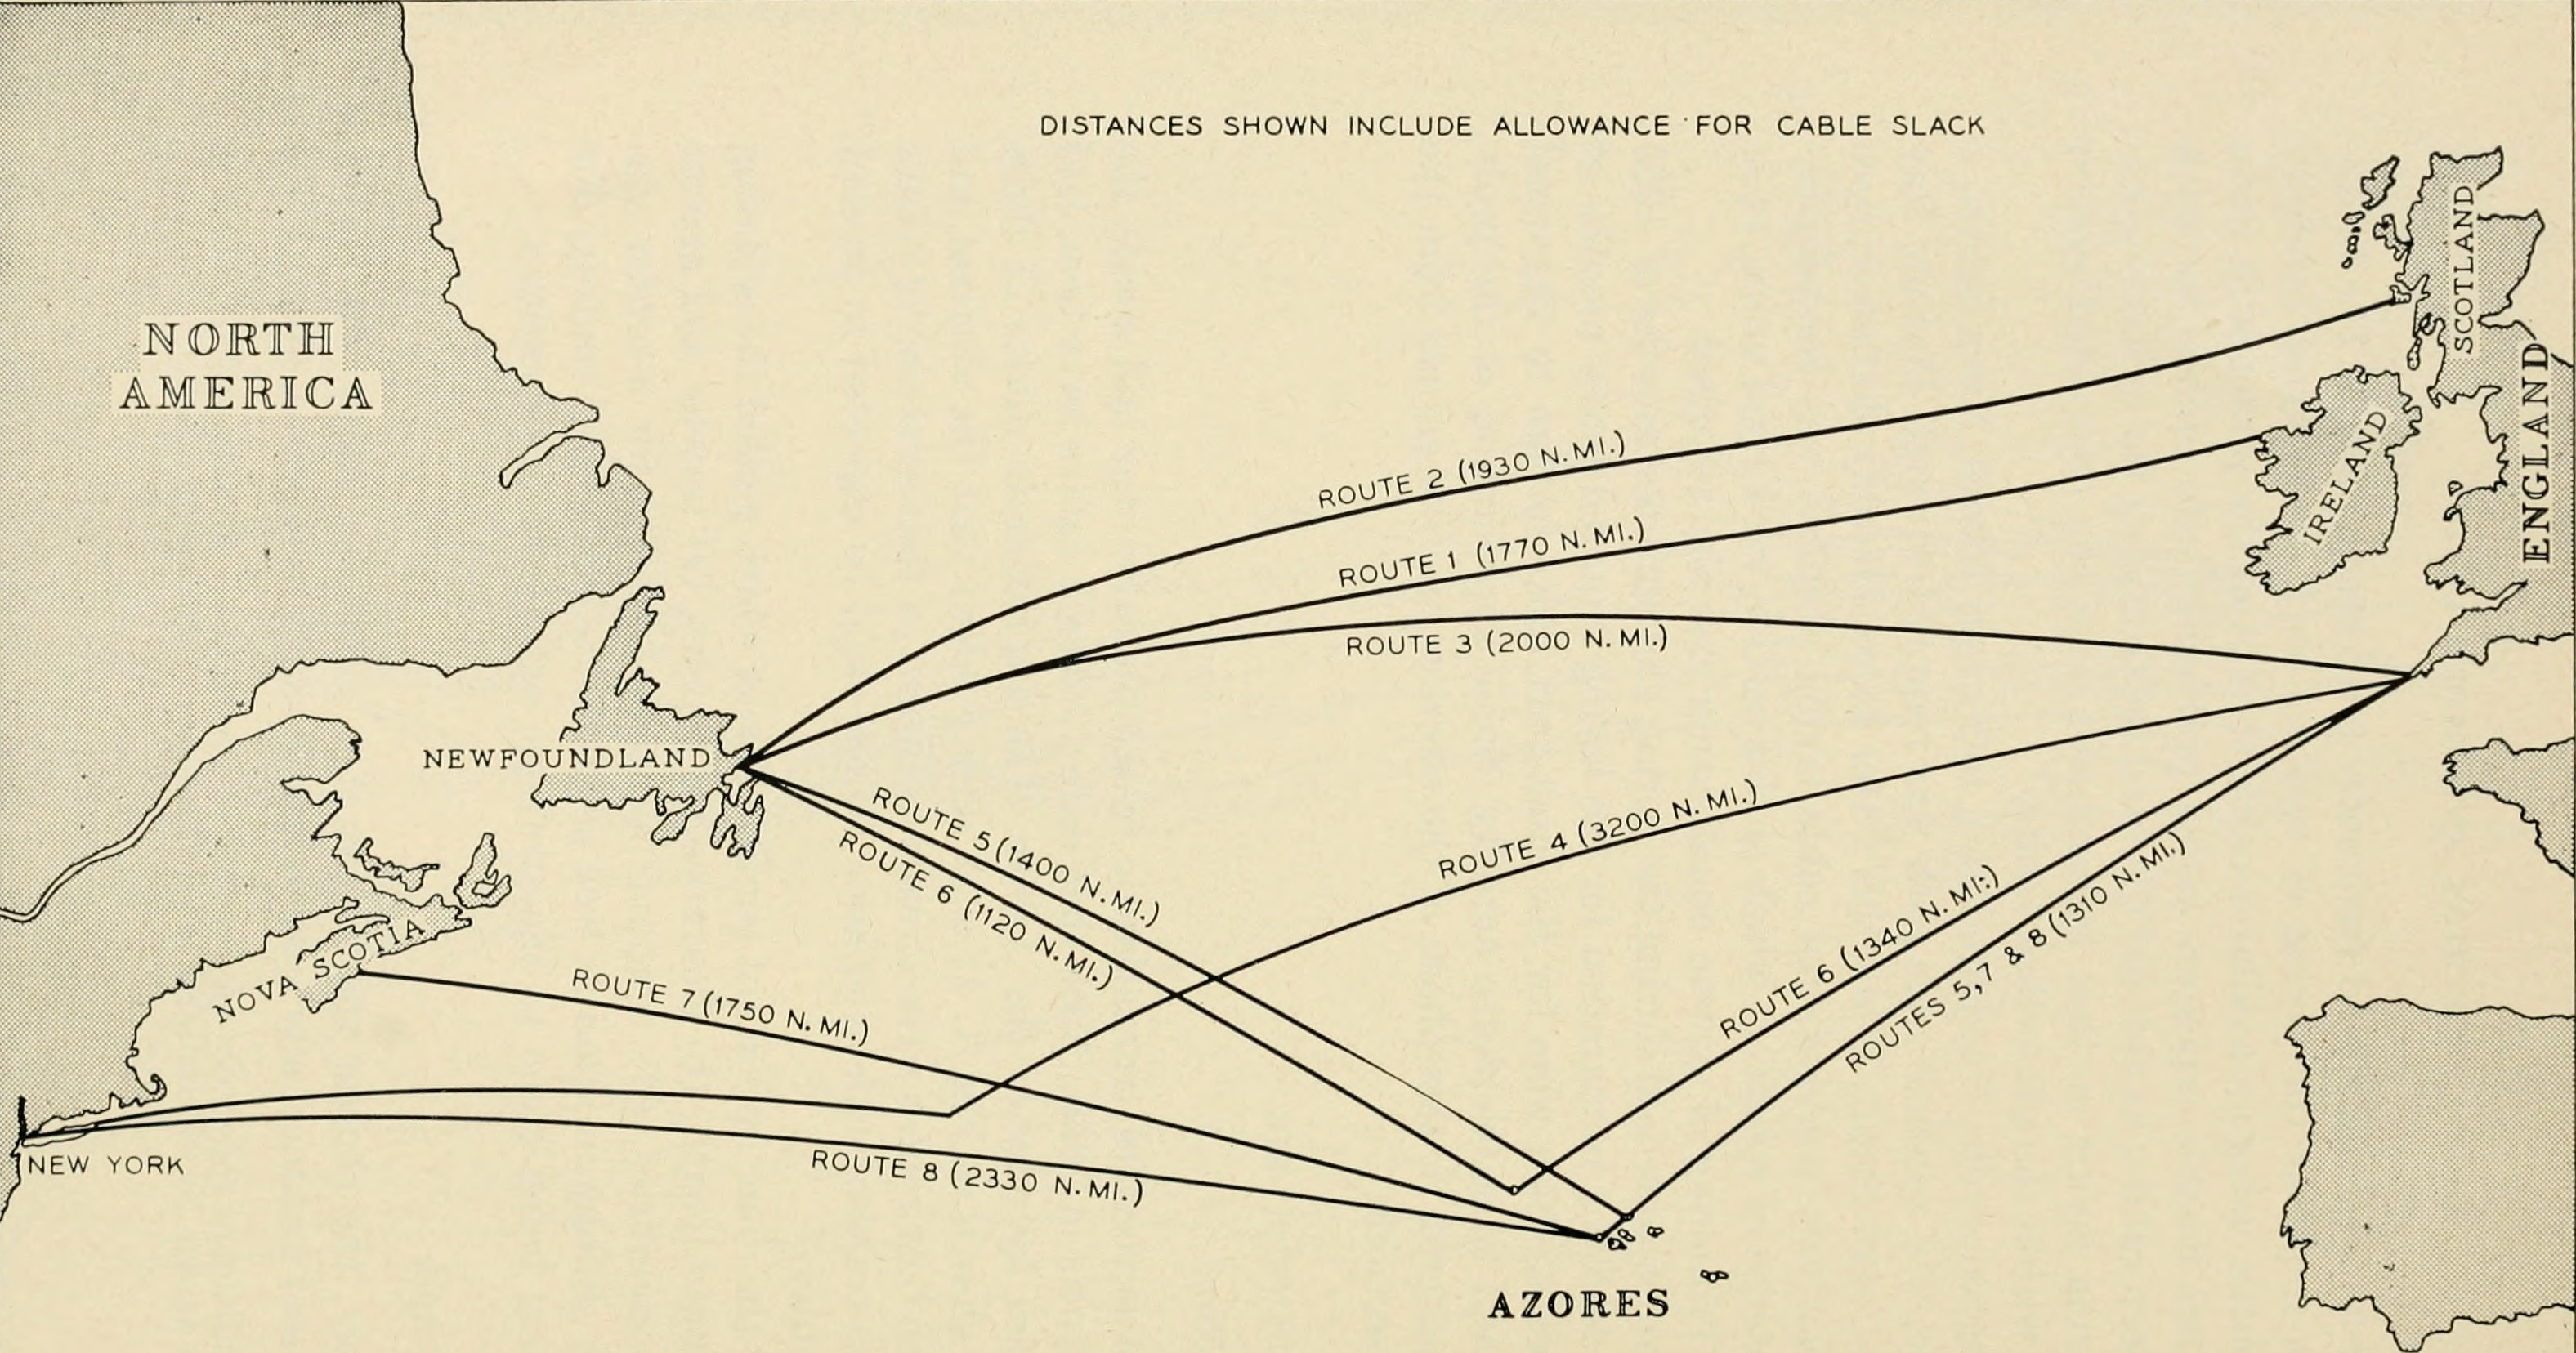 DISTANCES SHOWN INCLUDE ALLOWANCE FOR CABLE SLACK
SCOTLAND
NORTH
AMERICA
ENGLAND
IRELAND
ROUTE 2 (1930 N.MI.)
ROUTE 1 (1770 N.MI.)
ROUTE 3 (2000 N.MI.)
NEWFOUNDLAND
ROUTE 5 (1400 N.MI.)
ROUTE 4 (3200 N.MI.)
ROUTE 6 (1120 N.MI.)
ROUTE 6 (1340 N.MI.)
ROUTES 5,7 & 8 (1310 N.MI.)
NOVA SCOTIA
ROUTE 7 (1750 N.MI.)
NEW YORK
ROUTE 8 (2330 N.MI.)
AZORES